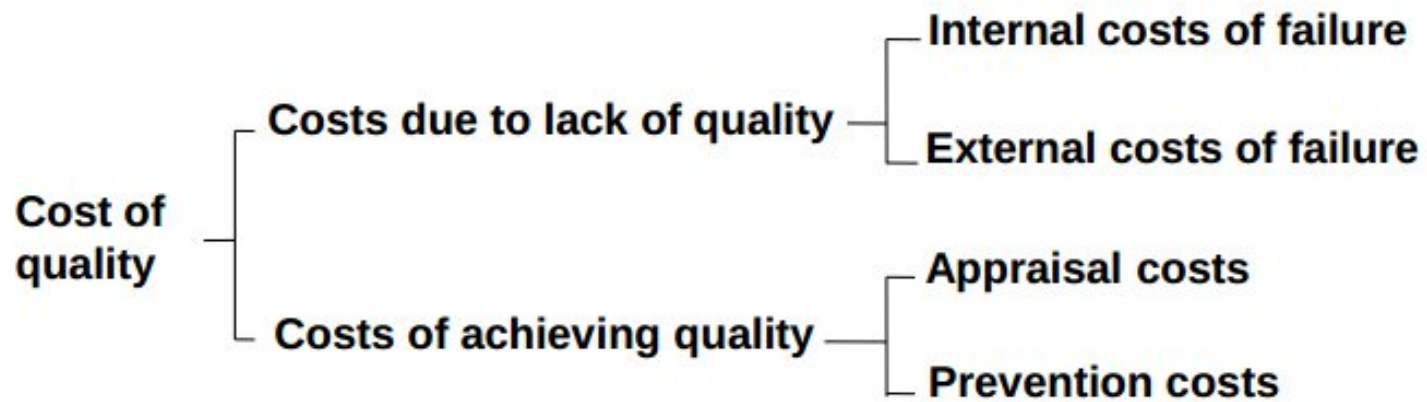 Internal costs of failure
Costs due to lack of quality
External costs of failure
Cost of
quality
Appraisal costs
Costs of achieving quality
Prevention costs